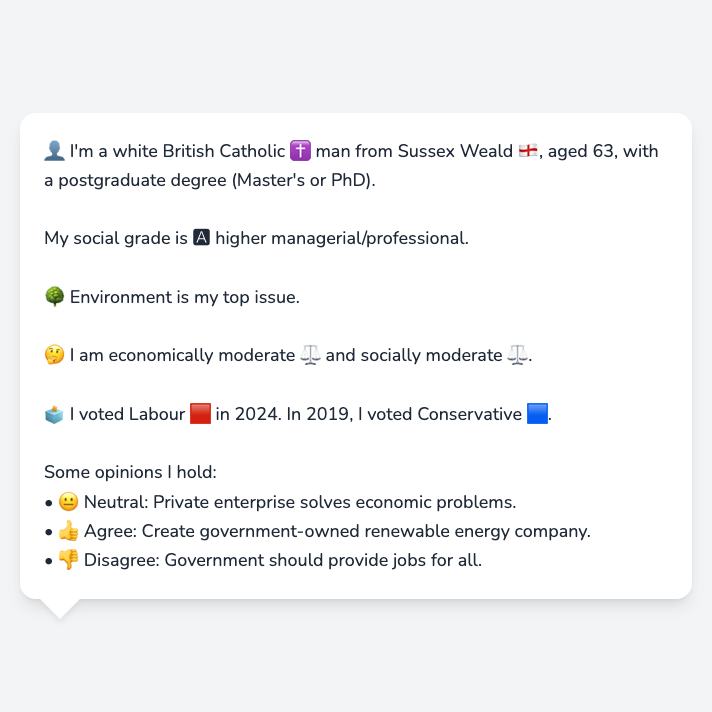 👤 I'm a white British Catholic ✝️ man from Sussex Weald 🏴󠁧󠁢󠁥󠁮󠁧󠁿, aged 63, with
a postgraduate degree (Master's or PhD).
My social grade is 🅰 higher managerial/professional.
🌳 Environment is my top issue.
🤔 I am economically moderate ⚖️ and socially moderate ⚖️.
🗳️ I voted Labour 🟥 in 2024. In 2019, I voted Conservative 🟦.
Some opinions I hold:
• 😐 Neutral: Private enterprise solves economic problems.
• 👍 Agree: Create government-owned renewable energy company.
• 👎 Disagree: Government should provide jobs for all.